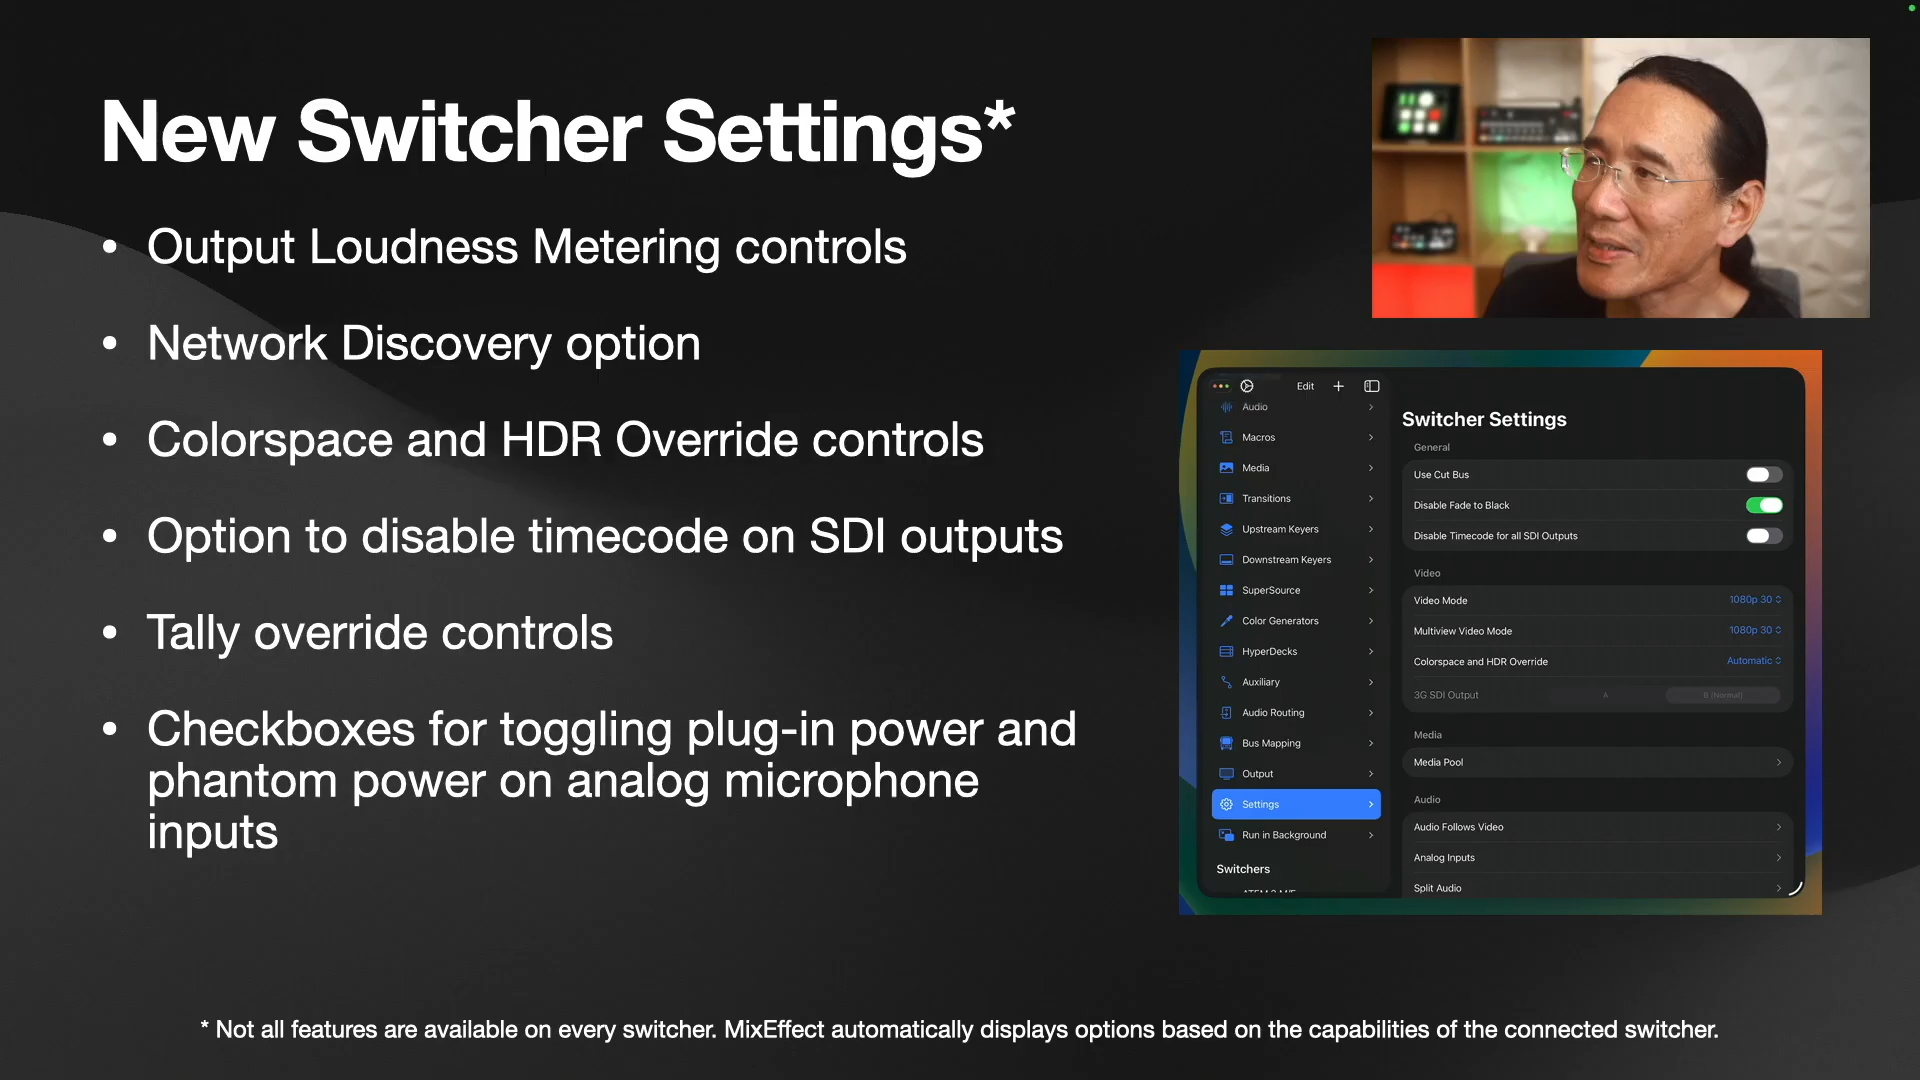 New Switcher Settings*
• Output Loudness Metering controls
• Network Discovery option
• Colorspace and HDR Override controls
• Option to disable timecode on SDI outputs
• Tally override controls
• Checkboxes for toggling plug-in power and
phantom power on analog microphone
inputs
Edit
Audio
Macros
Media
Transitions
Upstream Keyers
Downstream Keyers
SuperSource
Color Generators
HyperDecks
Auxiliary
Audio Routing
Bus Mapping
Output
Settings
Run in Background
Switchers
Switcher Settings
General
Use Cut Bus
Disable Fade to Black
Disable Timecode for all SDI Outputs
Video
Video Mode 1080p 30
Multiview Video Mode 1080p 30
Colorspace and HDR Override Automatic
3G SDI Output A B (Normal)
Media
Media Pool
Audio
Audio Follows Video
Analog Inputs
Split Audio
* Not all features are available on every switcher. MixEffect automatically displays options based on the capabilities of the connected switcher.